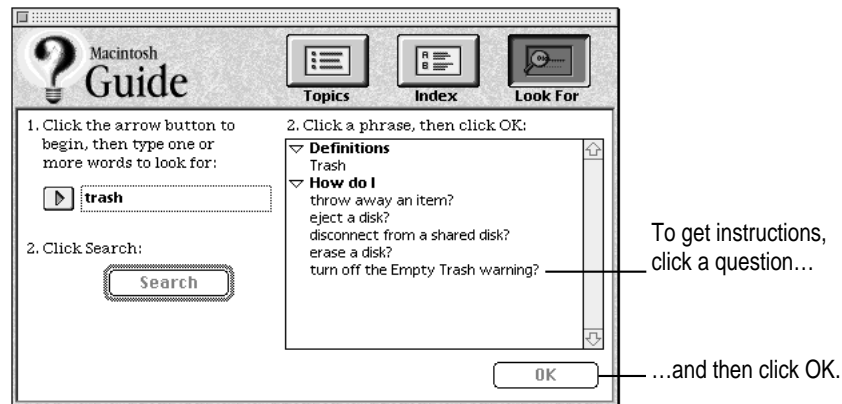 Macintosh
Guide
Topics
Index
Look For
1. Click the arrow button to
begin, then type one or
more words to look for:
trash
2. Click Search:
Search
2. Click a phrase, then click OK:
Definitions
Trash
How do I
throw away an item?
eject a disk?
disconnect from a shared disk?
erase a disk?
turn off the Empty Trash warning?
OK
To get instructions,
click a question…
…and then click OK.